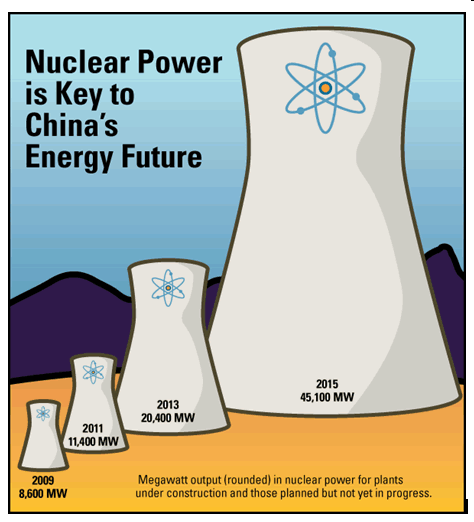 Nuclear Power
is Key to
China's
Energy Future
2015
45,100 MW
2013
20,400 MW
2011
11,400 MW
2009
8,600 MW
Megawatt output (rounded) in nuclear power for plants
under construction and those planned but not yet in progress.